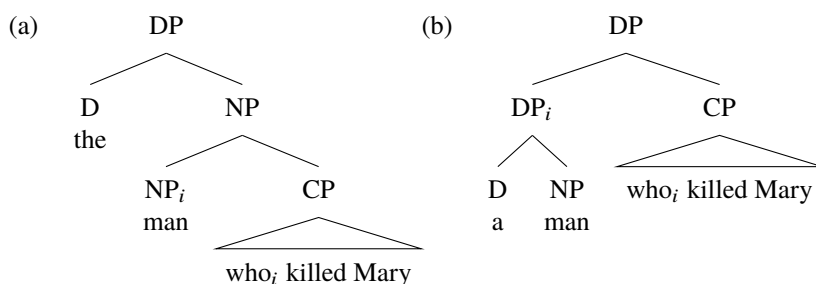 (a) DP (b) DP
D NP DP_i CP
the
NP_i CP D NP who_i killed Mary
man a man
who_i killed Mary